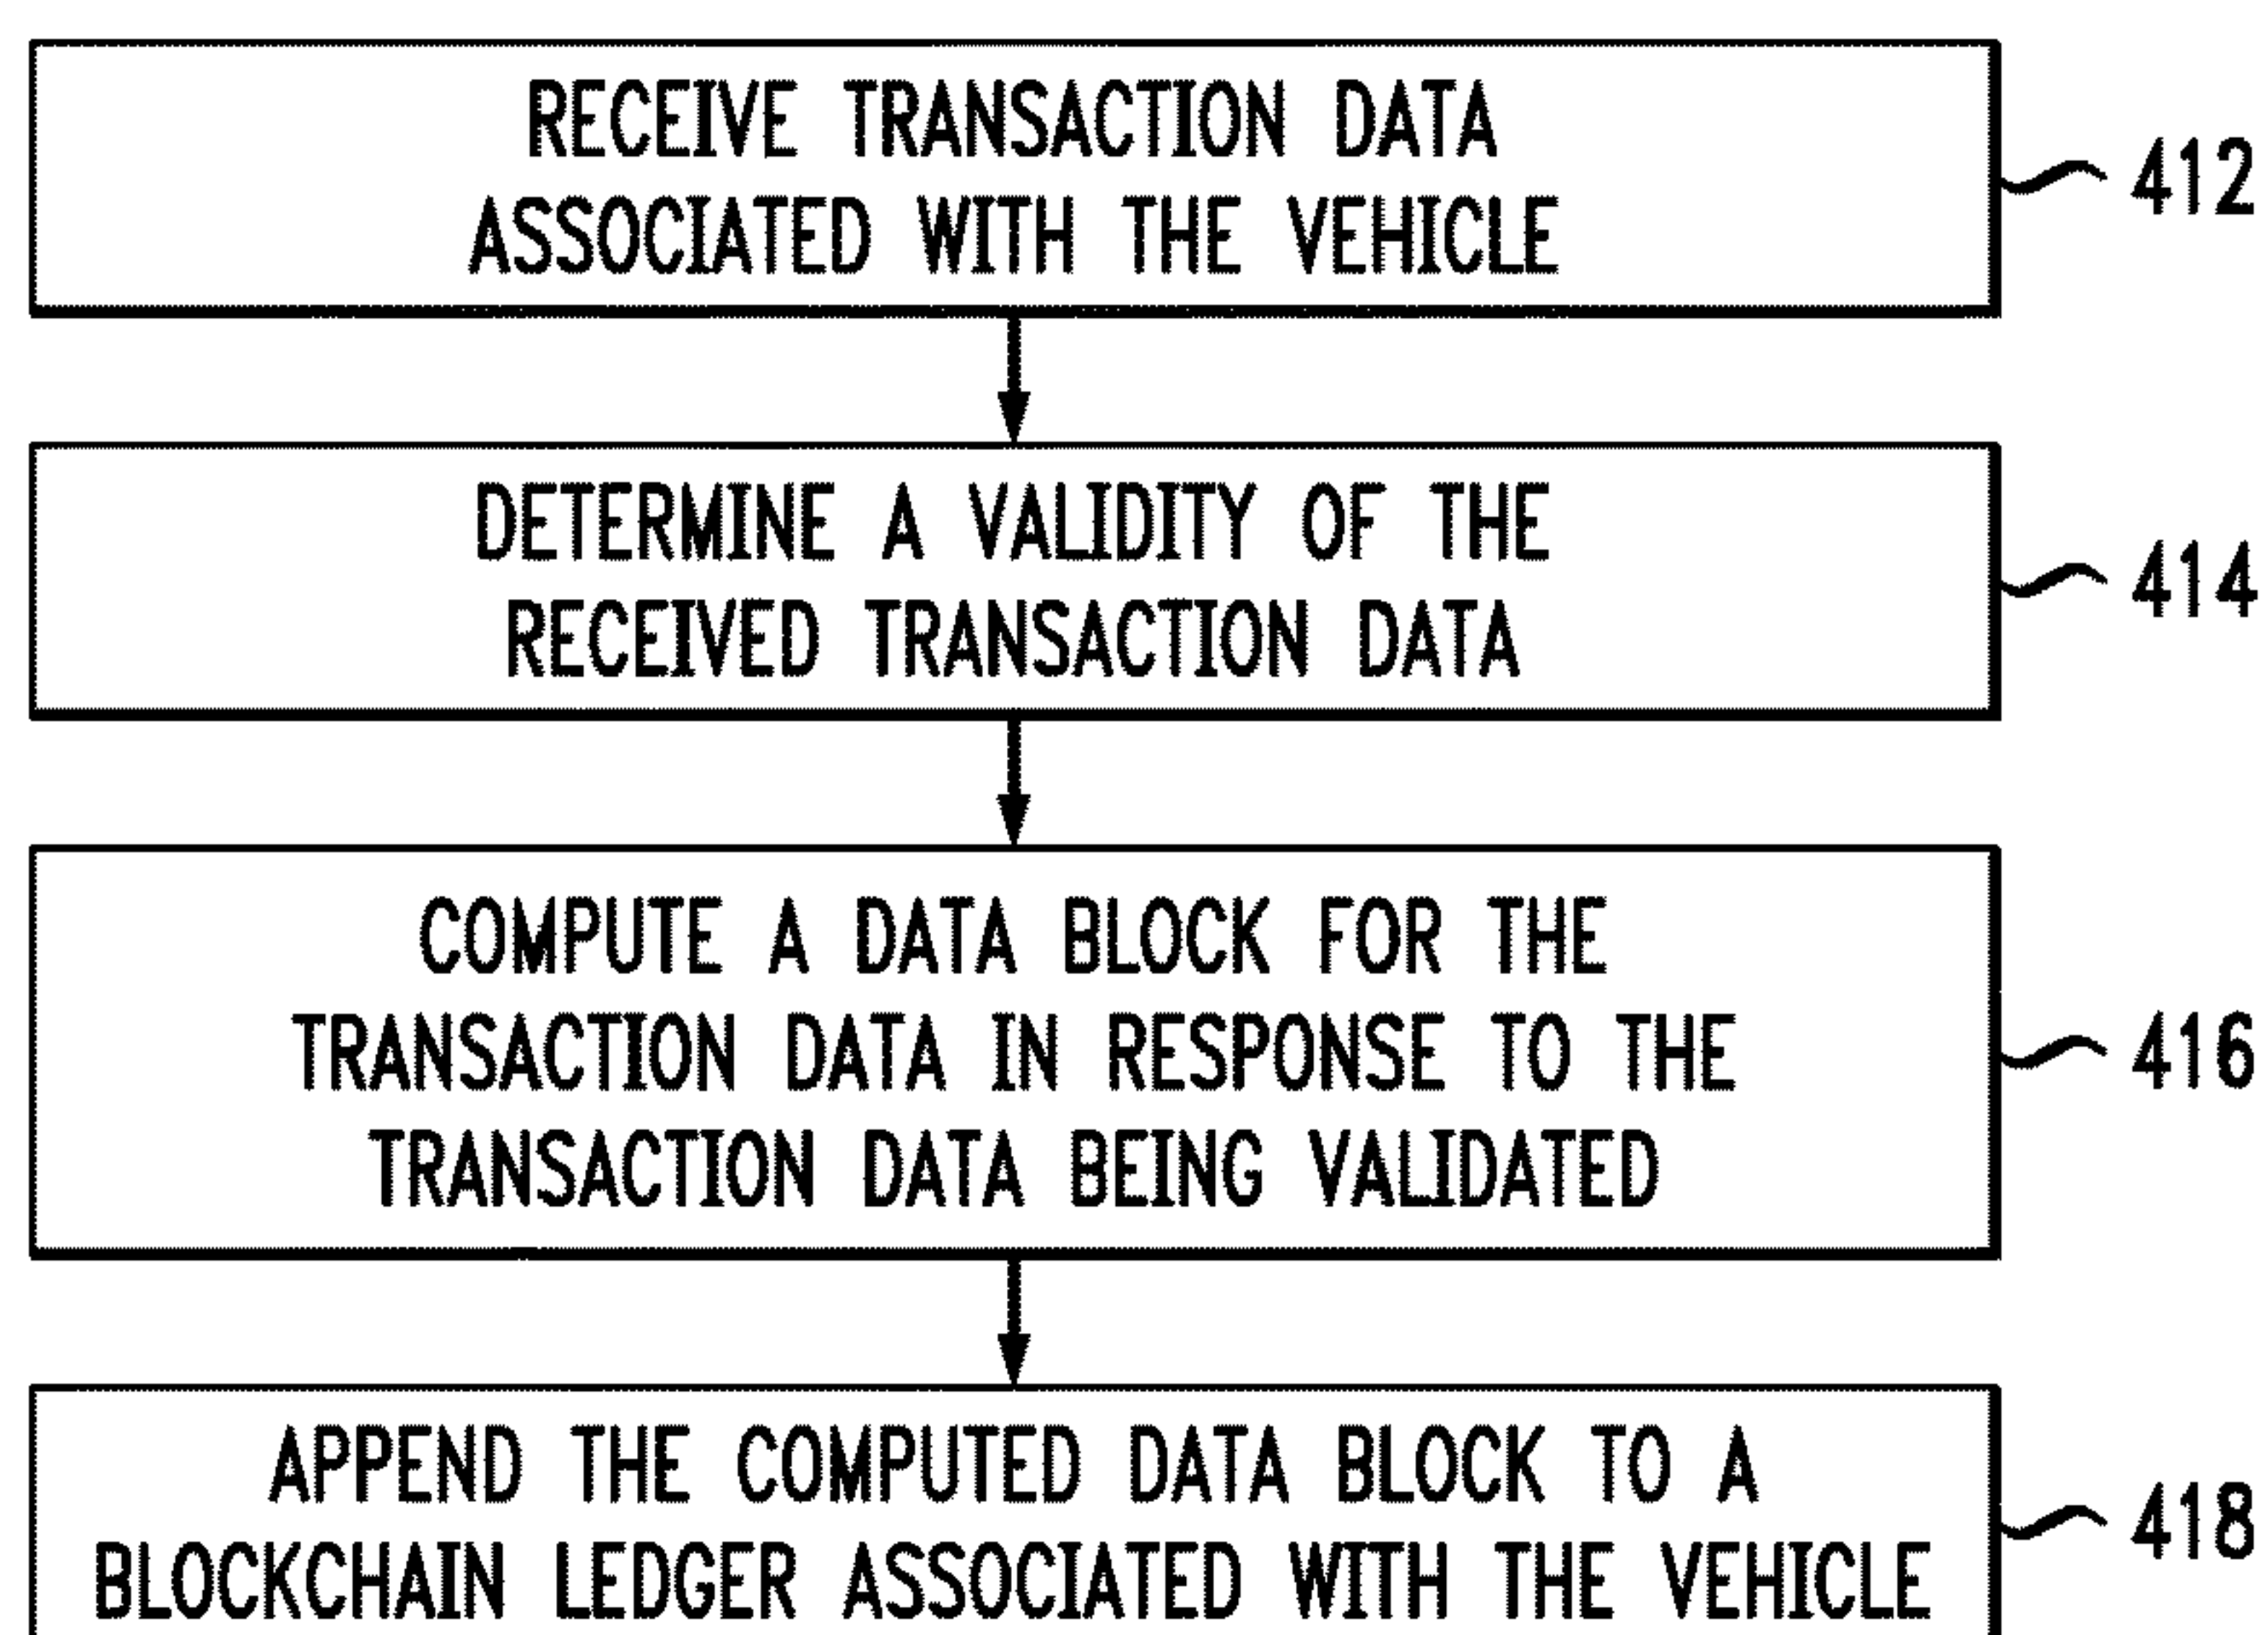 RECEIVE TRANSACTION DATA
ASSOCIATED WITH THE VEHICLE
412
DETERMINE A VALIDITY OF THE
RECEIVED TRANSACTION DATA
414
COMPUTE A DATA BLOCK FOR THE
TRANSACTION DATA IN RESPONSE TO THE
TRANSACTION DATA BEING VALIDATED
416
APPEND THE COMPUTED DATA BLOCK TO A
BLOCKCHAIN LEDGER ASSOCIATED WITH THE VEHICLE
418